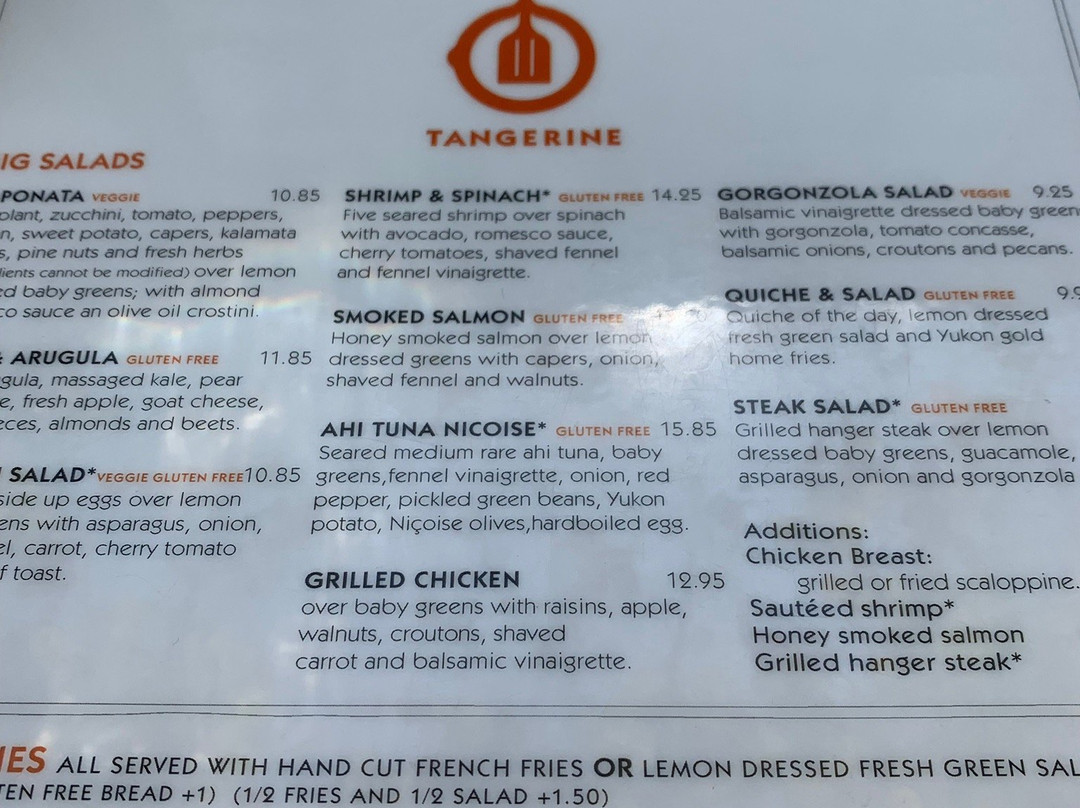 TANGERINE
IG SALADS
PONATA VEGGIE 10.85
plant, zucchini, tomato, peppers,
n, sweet potato, capers, kalamata
s, pine nuts and fresh herbs
lients cannot be modified) over lemon
ed baby greens; with almond
co sauce an olive oil crostini.
& ARUGULA GLUTEN FREE 11.85
gula, massaged kale, pear
e, fresh apple, goat cheese,
eces, almonds and beets.
SALAD* VEGGIE GLUTEN FREE 10.85
side up eggs over lemon
ens with asparagus, onion,
el, carrot, cherry tomato
f toast.
SHRIMP & SPINACH* GLUTEN FREE 14.25
Five seared shrimp over spinach
with avocado, romesco sauce,
cherry tomatoes, shaved fennel
and fennel vinaigrette.
SMOKED SALMON GLUTEN FREE
Honey smoked salmon over lemon
dressed greens with capers, onion,
shaved fennel and walnuts.
AHI TUNA NICOISE* GLUTEN FREE 15.85
Seared medium rare ahi tuna, baby
greens,fennel vinaigrette, onion, red
pepper, pickled green beans, Yukon
potato, Niçoise olives,hardboiled egg.
GRILLED CHICKEN 12.95
over baby greens with raisins, apple,
walnuts, croutons, shaved
carrot and balsamic vinaigrette.
GORGONZOLA SALAD VEGGIE 9.25
Balsamic vinaigrette dressed baby green
with gorgonzola, tomato concasse,
balsamic onions, croutons and pecans.
QUICHE & SALAD GLUTEN FREE 9.9
Quiche of the day, lemon dressed
fresh green salad and Yukon gold
home fries.
STEAK SALAD* GLUTEN FREE
Grilled hanger steak over lemon
dressed baby greens, guacamole,
asparagus, onion and gorgonzola
Additions:
Chicken Breast:
grilled or fried scaloppine.
Sautéed shrimp*
Honey smoked salmon
Grilled hanger steak*
IES ALL SERVED WITH HAND CUT FRENCH FRIES OR LEMON DRESSED FRESH GREEN SAL
TEN FREE BREAD +1) (1/2 FRIES AND 1/2 SALAD +1.50)